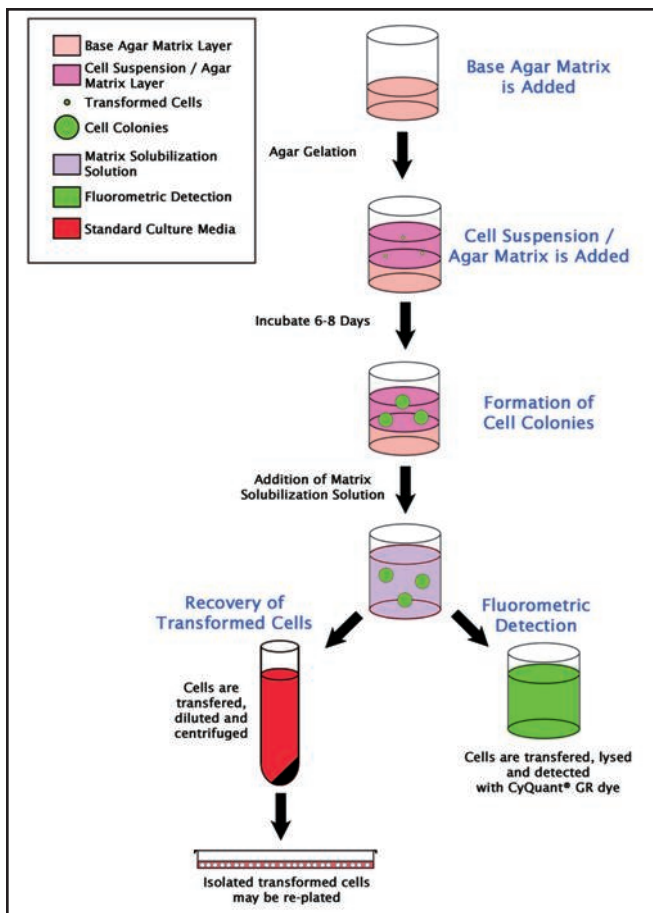 Base Agar Matrix Layer
Cell Suspension / Agar
Matrix Layer
Transformed Cells
Cell Colonies
Matrix Solubilization
Solution
Fluorometric Detection
Standard Culture Media
Base Agar Matrix
is Added
Agar Gelation
Cell Suspension /
Agar Matrix is Added
Incubate 6-8 Days
Formation of
Cell Colonies
Addition of Matrix
Solubilization Solution
Recovery of
Transformed Cells
Fluorometric
Detection
Cells are
transfered,
diluted and
centrifuged
Cells are transfered, lysed
and detected
with CyQuant® GR dye
Isolated transformed cells
may be re-plated